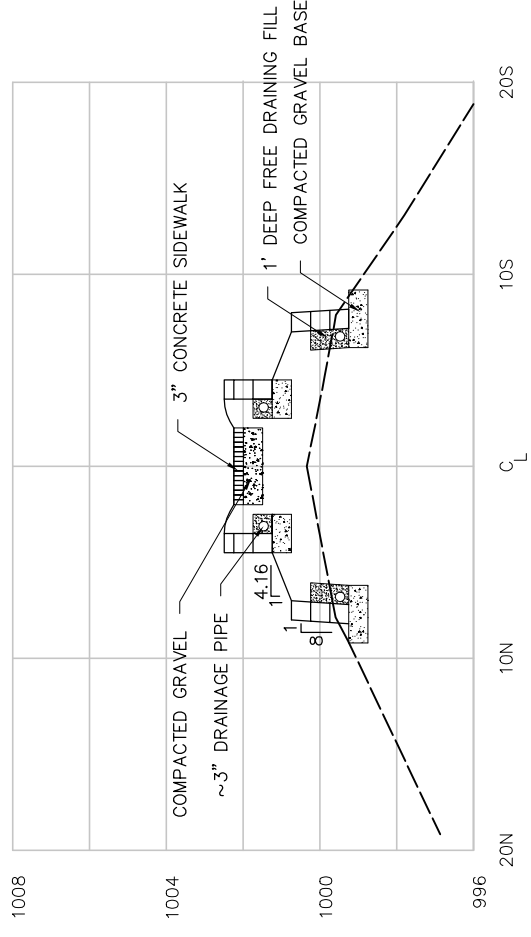 1008
1004
1000
996
20N
10N
C
L
10S
20S
COMPACTED GRAVEL
~3" DRAINAGE PIPE
3" CONCRETE SIDEWALK
1' DEEP FREE DRAINING FILL
COMPACTED GRAVEL BASE
4.16
1
1
8